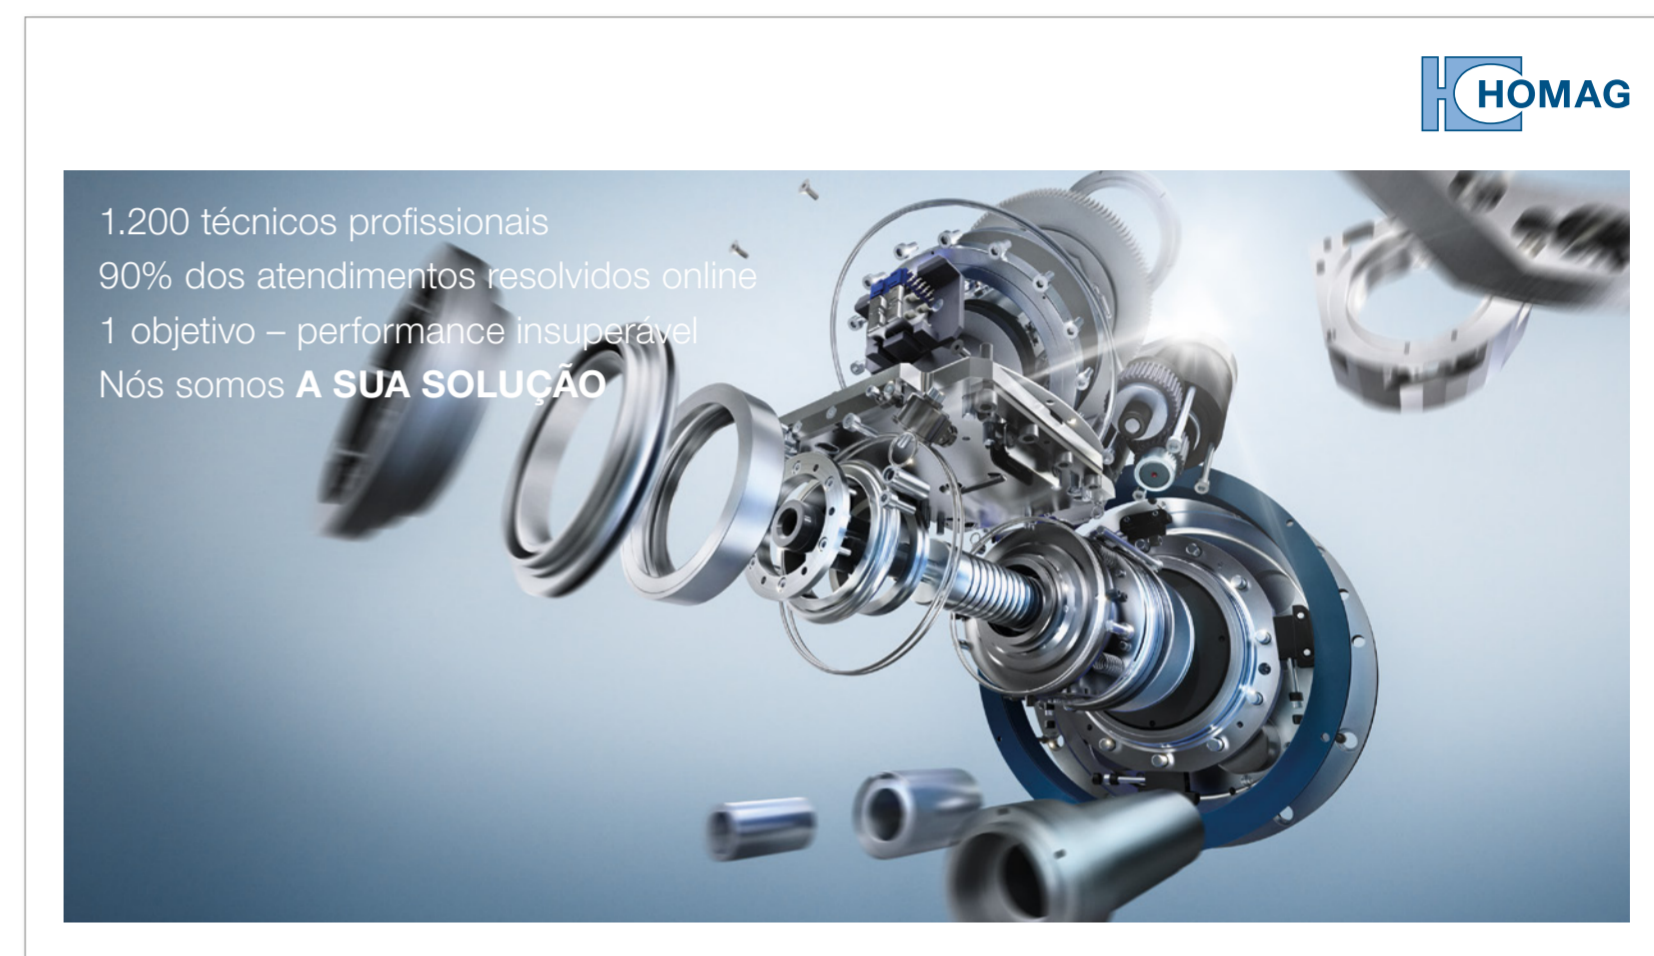 HOMAG
1.200 técnicos profissionais
90% dos atendimentos resolvidos online
1 objetivo – performance insuperável
Nós somos A SUA SOLUÇÃO